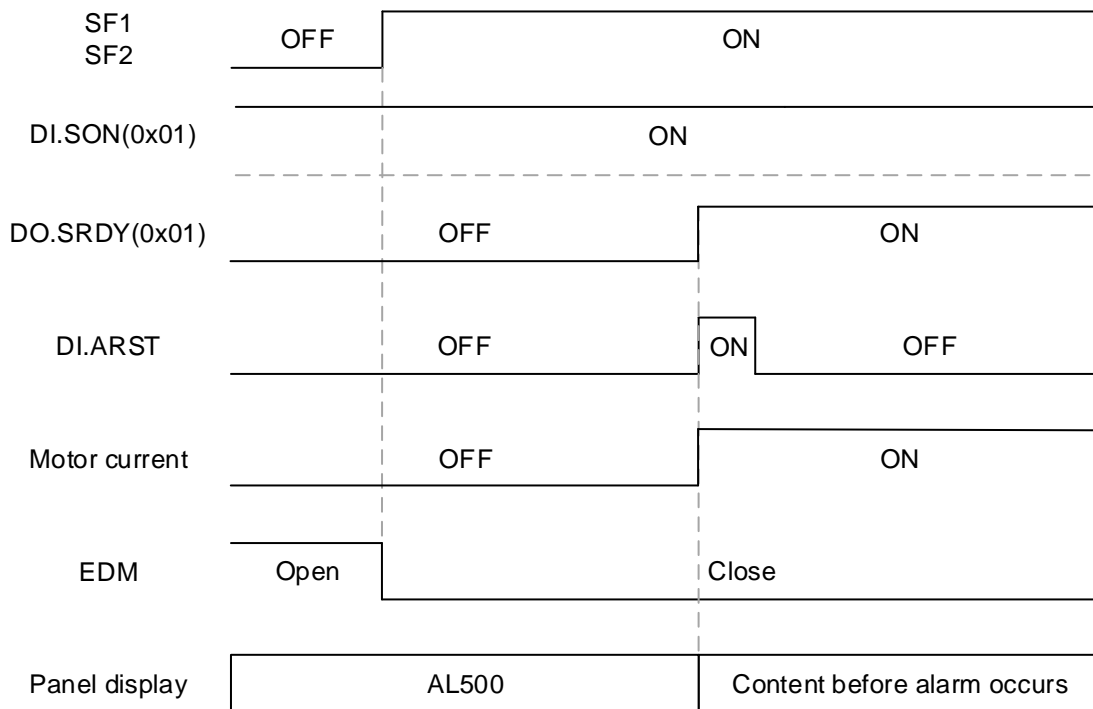 SF1
SF2
OFF
ON
DI.SON(0x01)
ON
DO.SRDY(0x01)
OFF
ON
DI.ARST
OFF
ON
OFF
Motor current
OFF
ON
EDM
Open
Close
Panel display
AL500
Content before alarm occurs